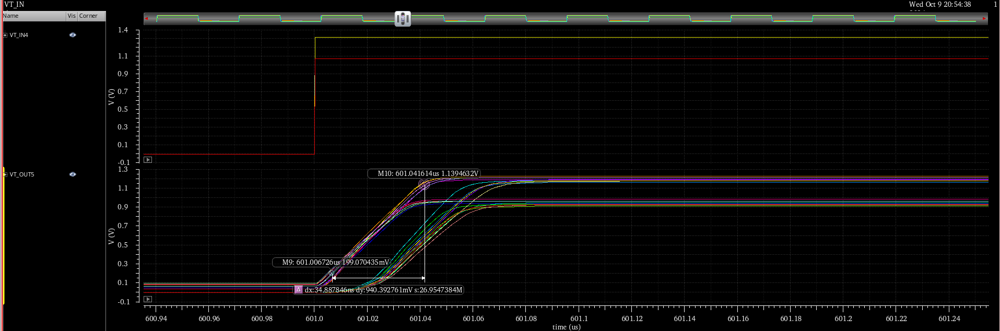 VT_IN
Wed Oct 9 20:54:38
1
Name
Vis
Corner
VT_IN4
1.4
1.1
0.9
0.7
0.5
0.3
0.1
-0.1
V (V)
VT_OUT5
1.3
1.1
0.9
0.7
0.5
0.3
0.1
-0.1
V (V)
M10: 601.041614us 1.1394632V
M9: 601.006726us 199.070435mV
Δ dx:34.887846ns dy:940.392761mV s:26.9547384M
600.94 600.96 600.98 601.0 601.02 601.04 601.06 601.08 601.1 601.12 601.14 601.16 601.18 601.2 601.22 601.24
time (us)